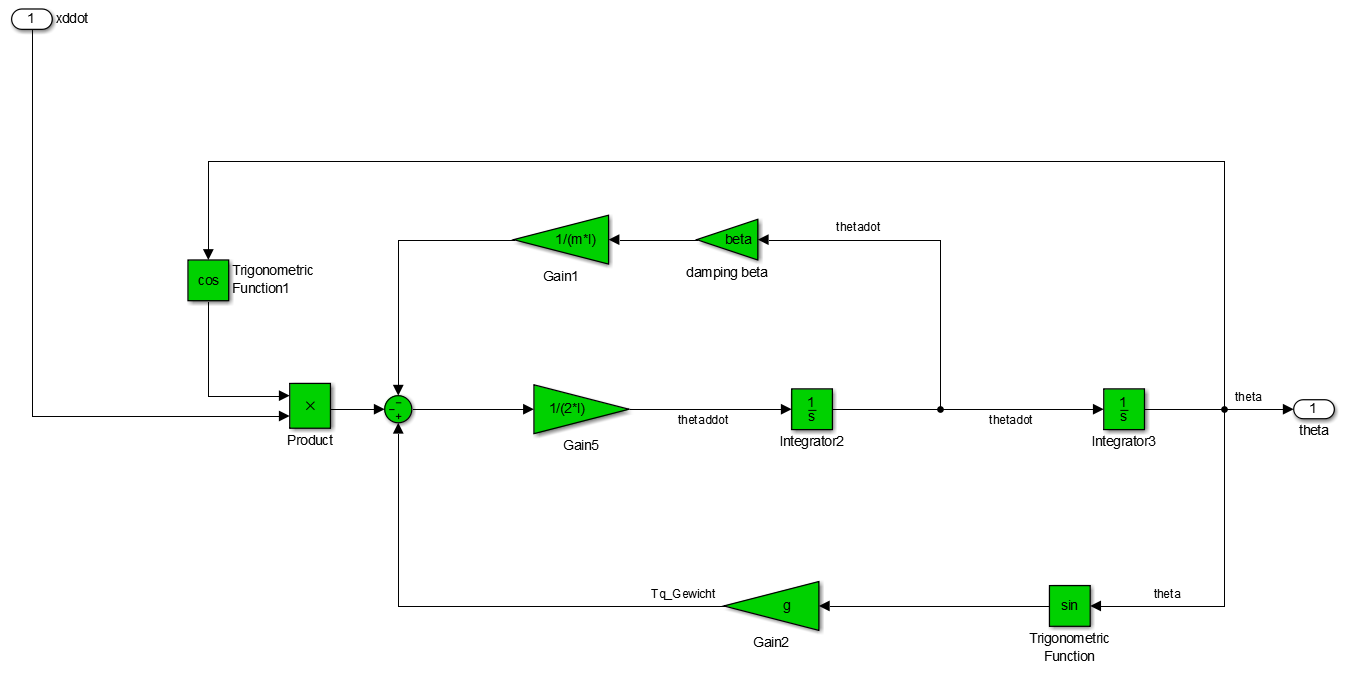 1
xddot
thetadot
1/(m*l)
beta
Gain1
damping beta
cos
Trigonometric
Function1
×
Product
−
−
+
1/(2*l)
Gain5
thetaddot
1
s
Integrator2
thetadot
1
s
Integrator3
theta
1
theta
Tq_Gewicht
g
Gain2
sin
theta
Trigonometric
Function